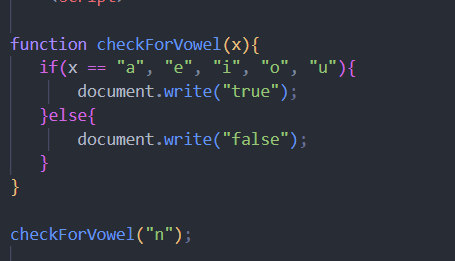 function checkForVowel(x){
if(x == "a", "e", "i", "o", "u"){
document.write("true");
}else{
document.write("false");
}
}
checkForVowel("n");